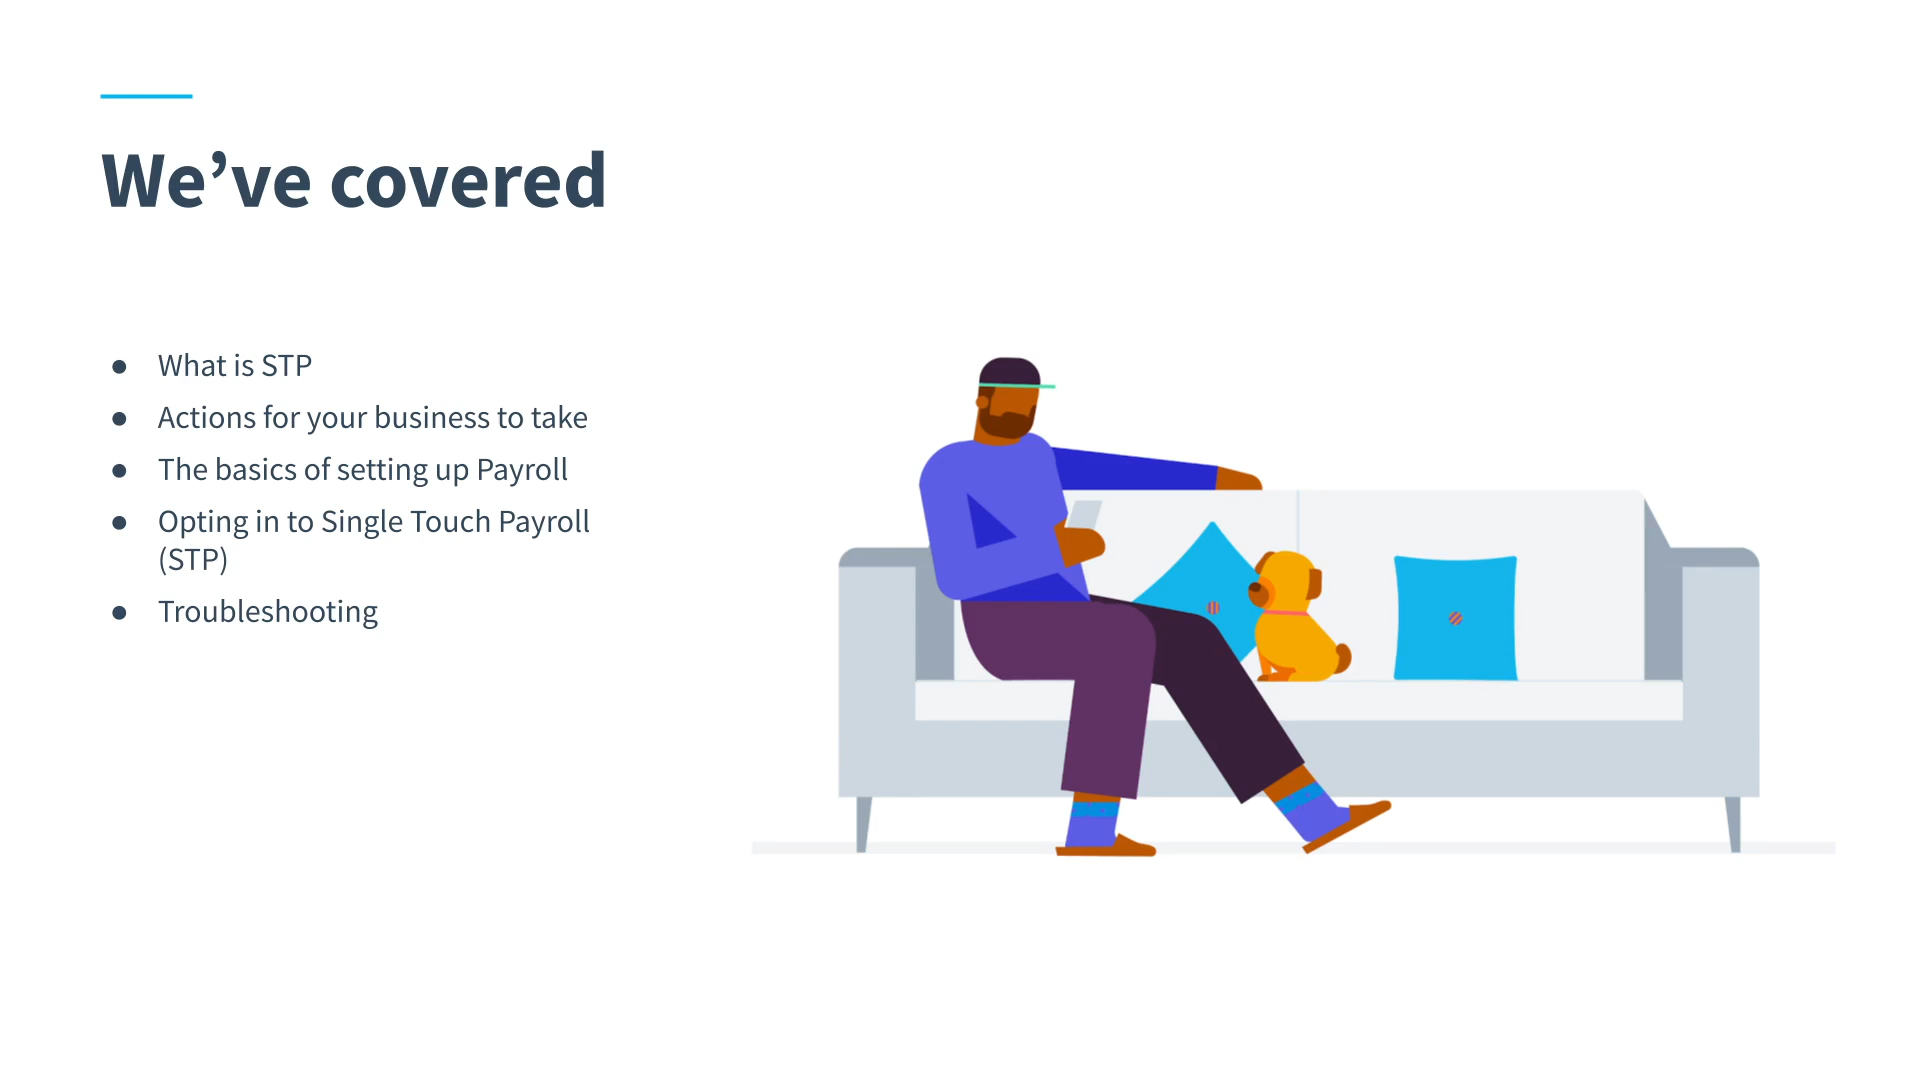 We’ve covered
● What is STP
● Actions for your business to take
● The basics of setting up Payroll
● Opting in to Single Touch Payroll
(STP)
● Troubleshooting